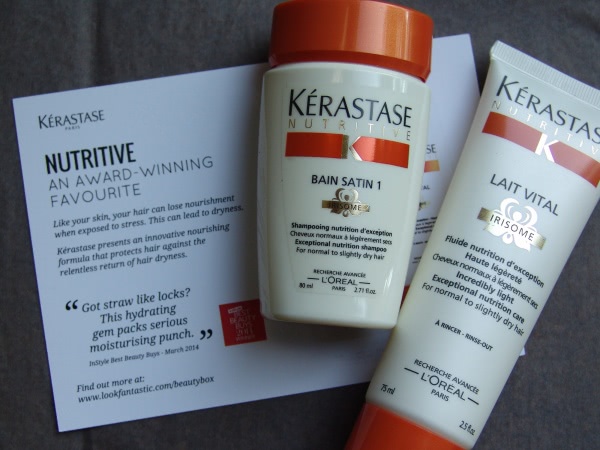 KÉRASTASE
PARIS
NUTRITIVE
AN AWARD-WINNING
FAVOURITE
Like your skin, your hair can lose nourishment
when exposed to stress. This can lead to dryness.
Kérastase presents an innovative nourishing
formula that protects hair against the
relentless return of hair dryness.
“ Got straw like locks?
This hydrating
gem packs serious
moisturising punch. ”
InStyle Best Beauty Buys - March 2014
Find out more at:
www.lookfantastic.com/beautybox
KÉRASTASE
NUTRITIVE
K
BAIN SATIN 1
IRISOME
Shampooing nutrition d'exception
Cheveux normaux à légèrement secs
Exceptional nutrition shampoo
For normal to slightly dry hair
RECHERCHE AVANCÉE
L'ORÉAL
PARIS
80 ml 2.71 fl.oz.
KÉRASTASE
NUTRITIVE
K
LAIT VITAL
IRISOME
Fluide nutrition d'exception
Haute légèreté
Cheveux normaux à légèrement secs
Incredibly light
Exceptional nutrition care
For normal to slightly dry hair
À RINCER - RINSE-OUT
RECHERCHE AVANCÉE
L'ORÉAL
PARIS
75 ml 2.5 fl.oz